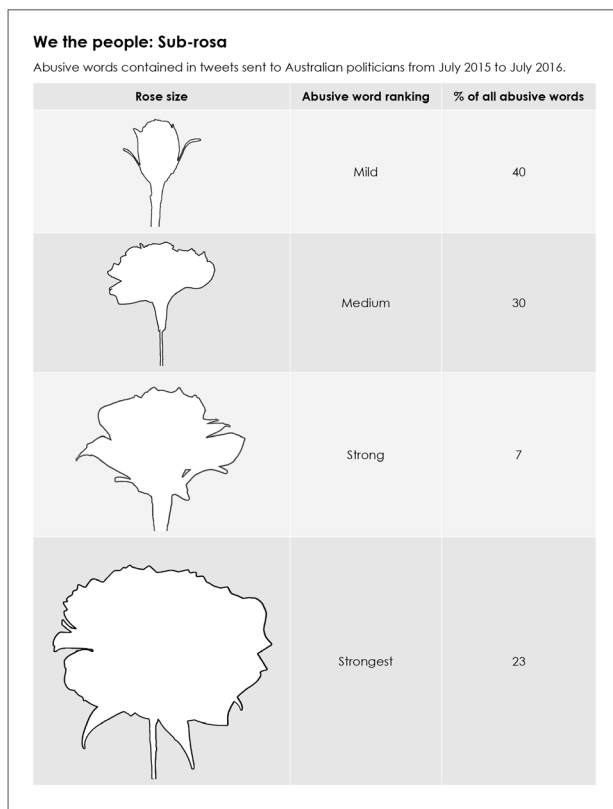 We the people: Sub-rosa
Abusive words contained in tweets sent to Australian politicians from July 2015 to July 2016.
Rose size Abusive word ranking % of all abusive words
Mild 40
Medium 30
Strong 7
Strongest 23